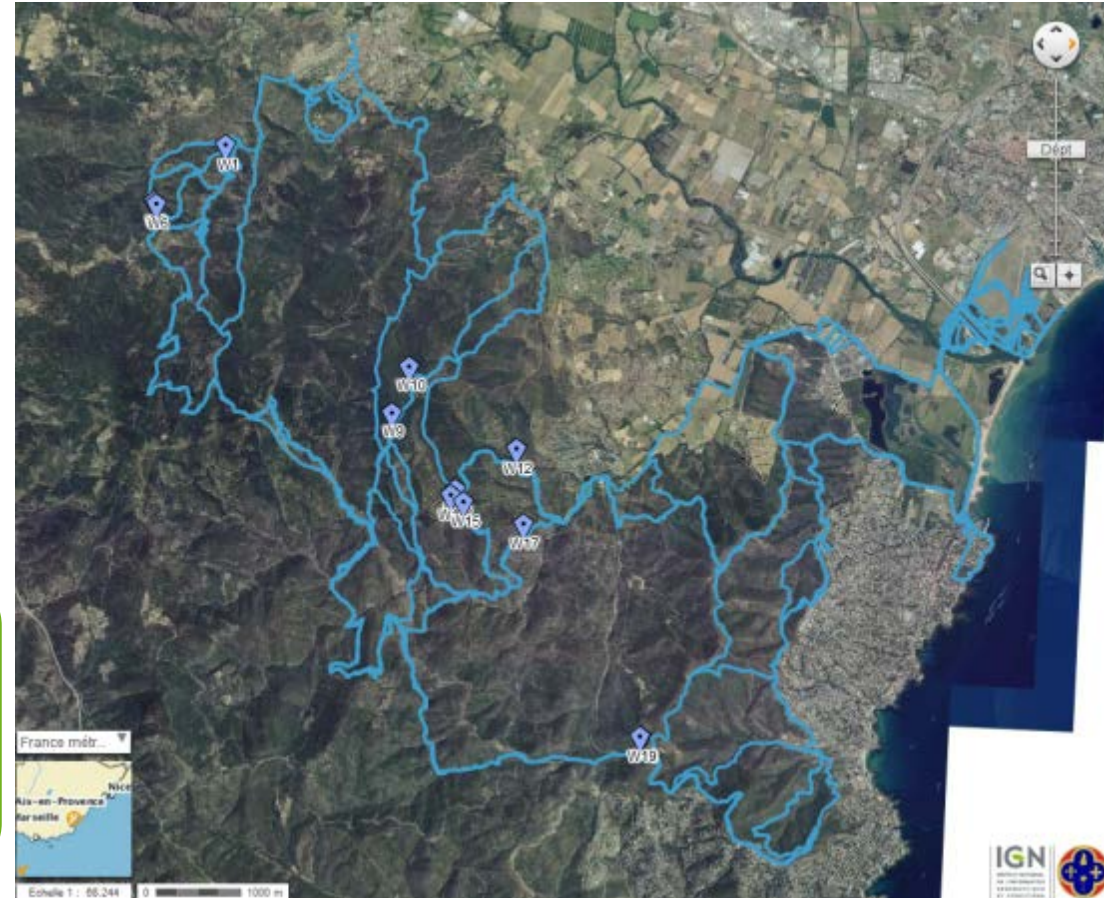 Dépt
W1
W10
W9
W12
W15
W17
W19
France métr...
Nice
Aix-en-Provence
Marseille
Echelle 1 : 66.244
0
1000 m
IGN